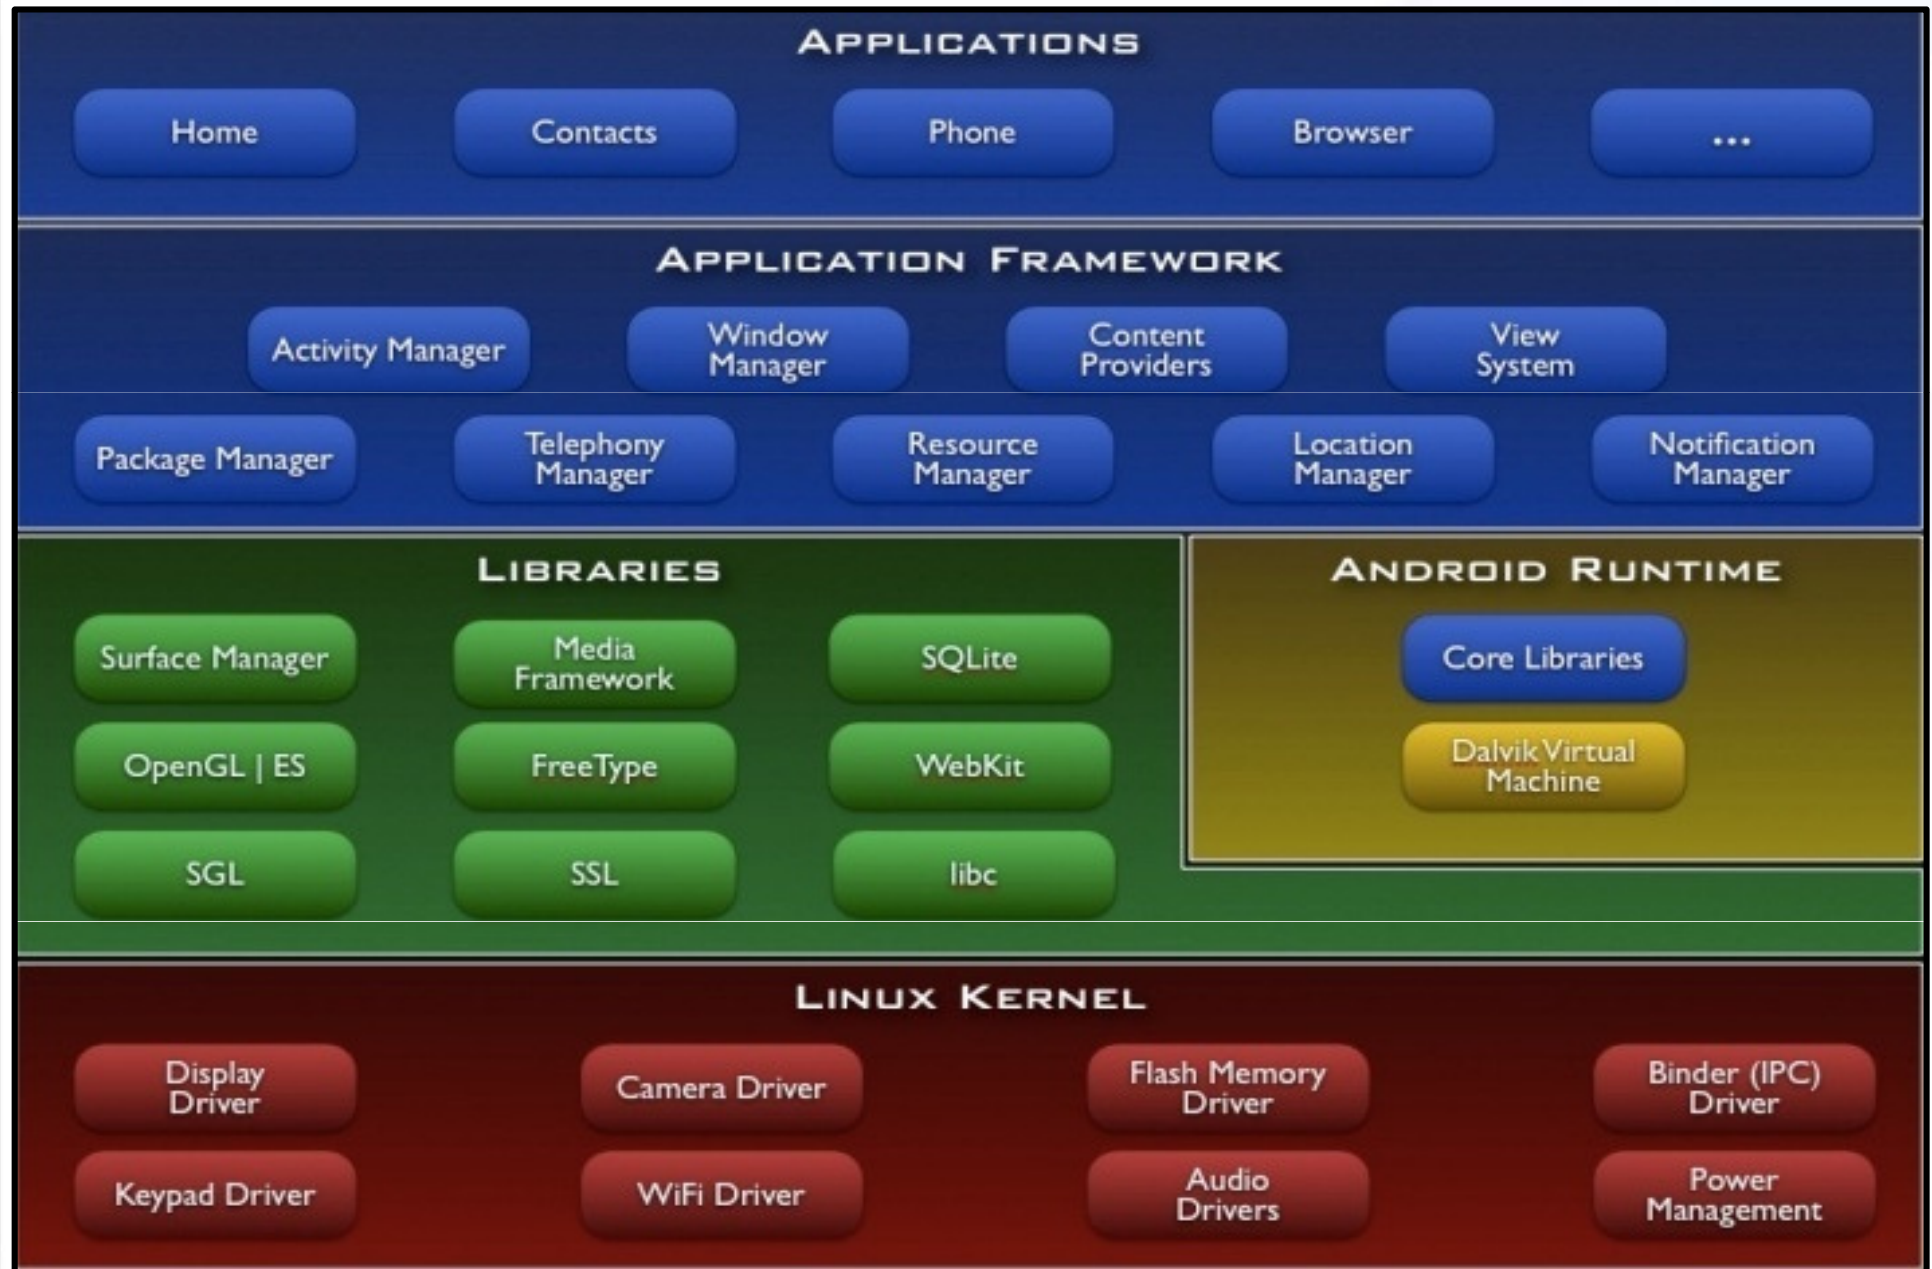 APPLICATIONS
Home
Contacts
Phone
Browser
...
APPLICATION FRAMEWORK
Activity Manager
Window
Manager
Content
Providers
View
System
Package Manager
Telephony
Manager
Resource
Manager
Location
Manager
Notification
Manager
LIBRARIES
Surface Manager
Media
Framework
SQLite
OpenGL | ES
FreeType
WebKit
SGL
SSL
libc
ANDROID RUNTIME
Core Libraries
Dalvik Virtual
Machine
LINUX KERNEL
Display
Driver
Camera Driver
Flash Memory
Driver
Binder (IPC)
Driver
Keypad Driver
WiFi Driver
Audio
Drivers
Power
Management